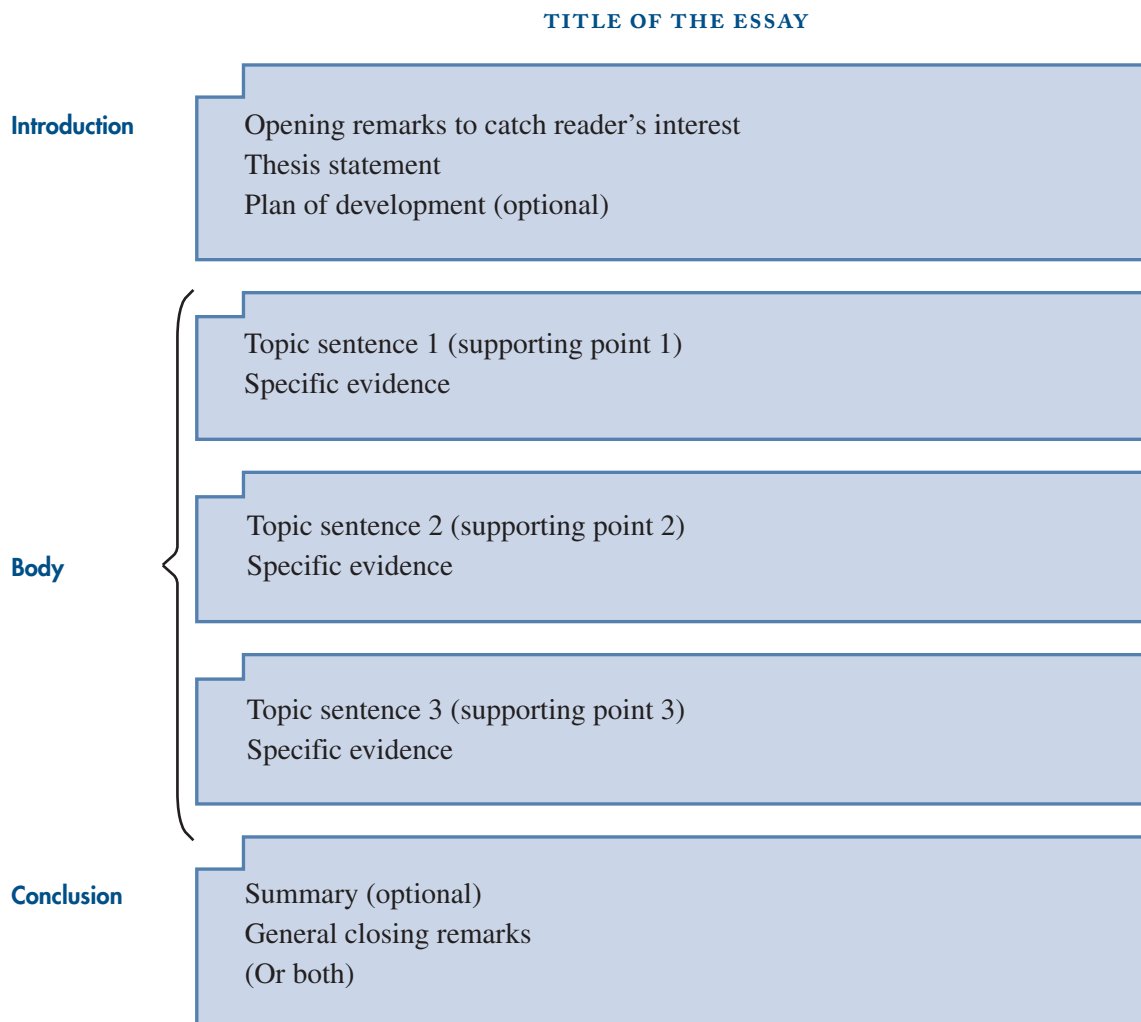 TITLE OF THE ESSAY
Introduction
Opening remarks to catch reader’s interest
Thesis statement
Plan of development (optional)
Topic sentence 1 (supporting point 1)
Specific evidence
Body
Topic sentence 2 (supporting point 2)
Specific evidence
Topic sentence 3 (supporting point 3)
Specific evidence
Conclusion
Summary (optional)
General closing remarks
(Or both)